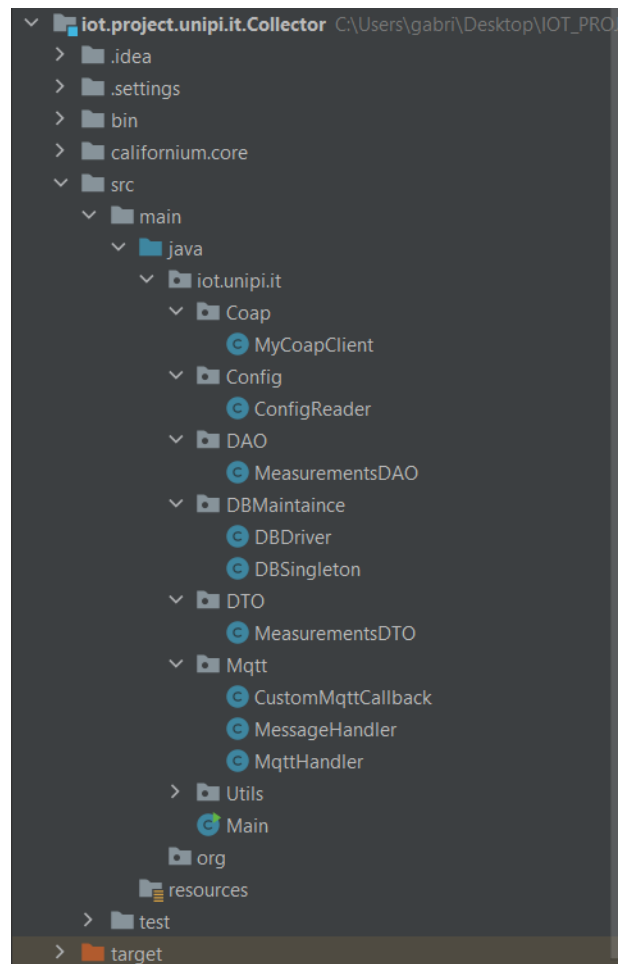 iot.project.unipi.it.Collector C:\Users\gabri\Desktop\IOT_PROJ
.idea
.settings
bin
californium.core
src
main
java
iot.unipi.it
Coap
MyCoapClient
Config
ConfigReader
DAO
MeasurementsDAO
DBMaintaince
DBDriver
DBSingleton
DTO
MeasurementsDTO
Mqtt
CustomMqttCallback
MessageHandler
MqttHandler
Utils
Main
org
resources
test
target